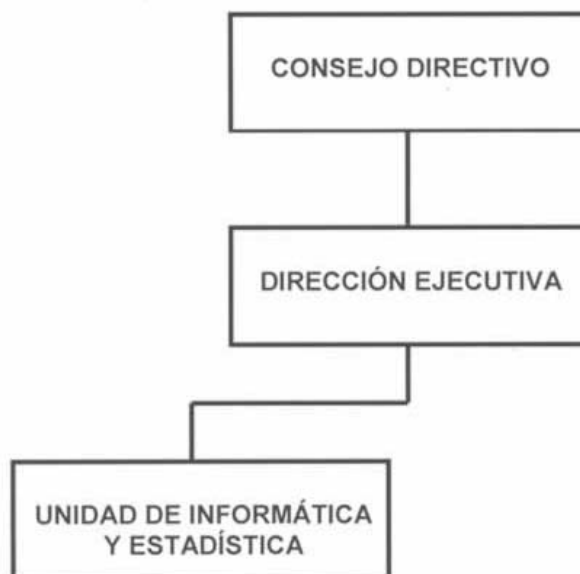 CONSEJO DIRECTIVO
DIRECCIÓN EJECUTIVA
UNIDAD DE INFORMÁTICA
Y ESTADÍSTICA